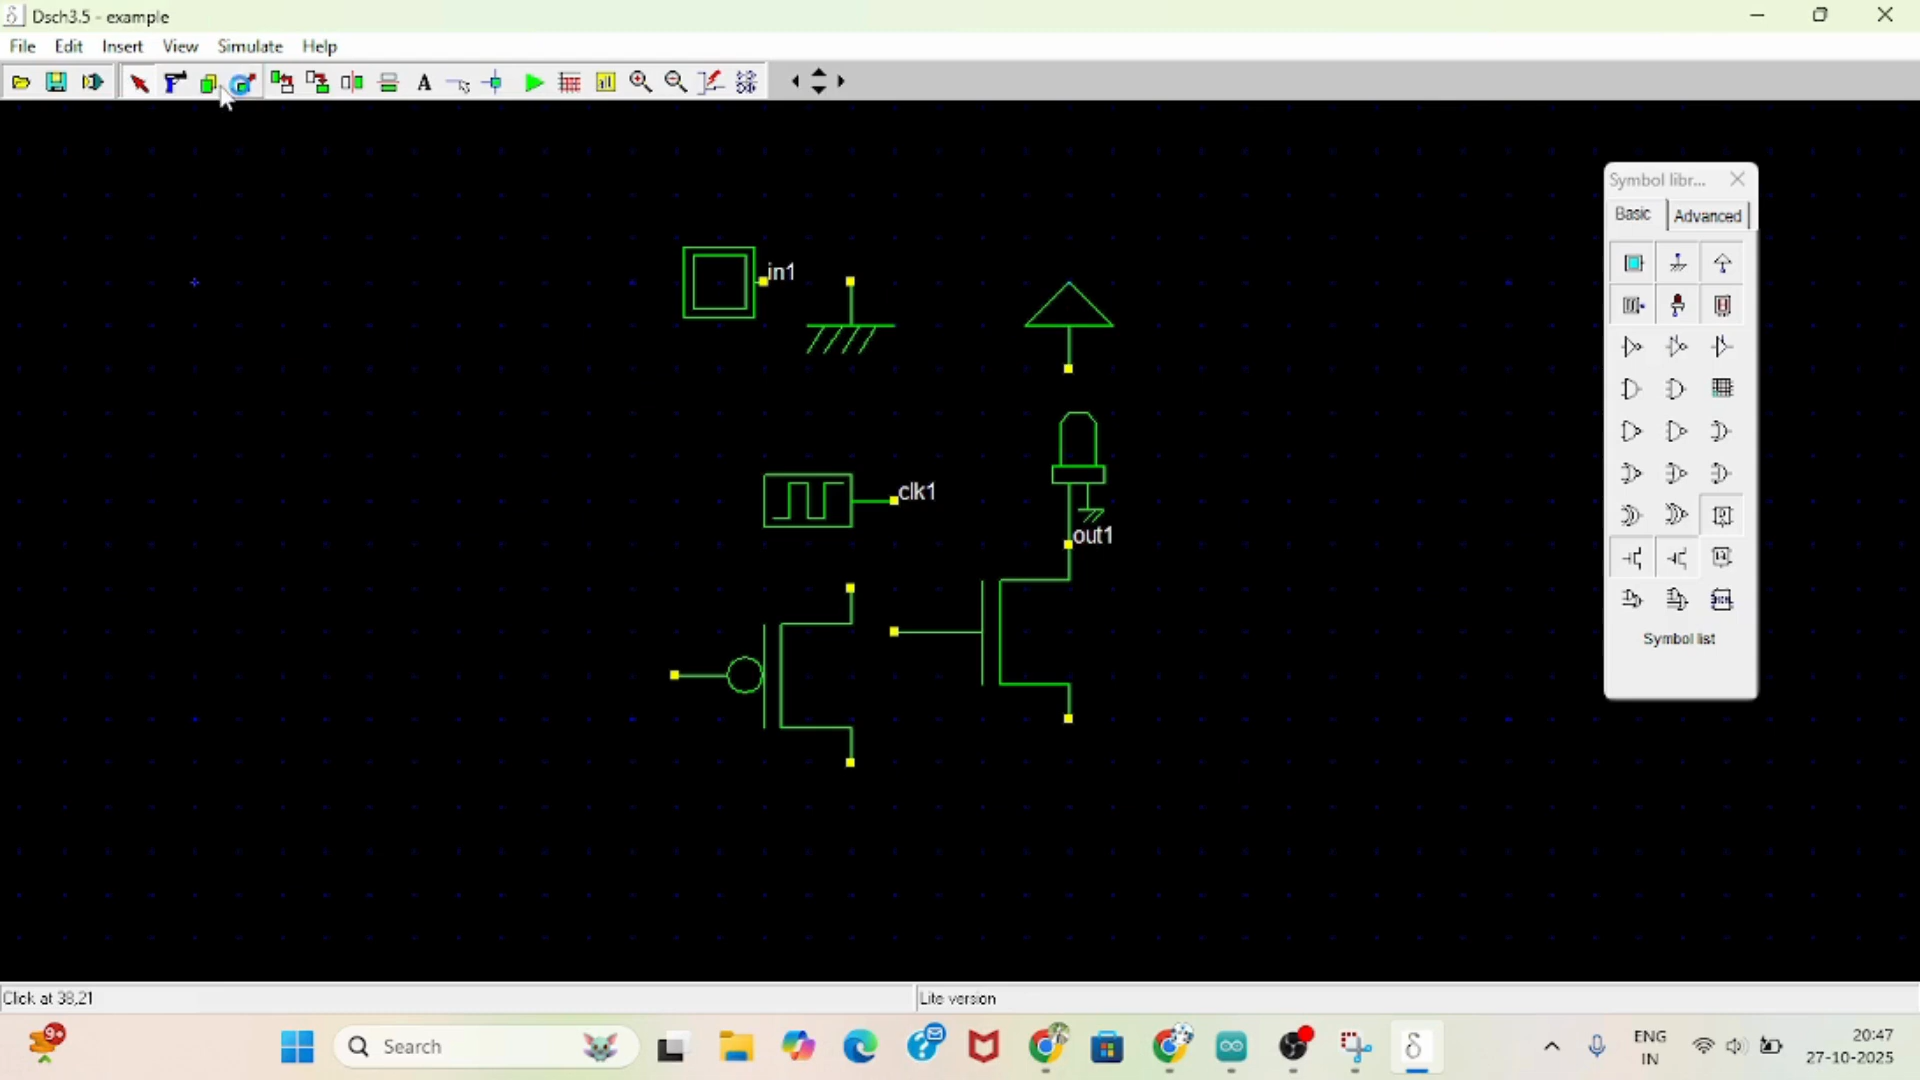 Dsch3.5 - example
File Edit Insert View Simulate Help
A
Symbol libr...
Basic Advanced
in1
clk1
out1
Symbol list
Click at 38,21
Lite version
9+
Search
ENG
IN
20:47
27-10-2025